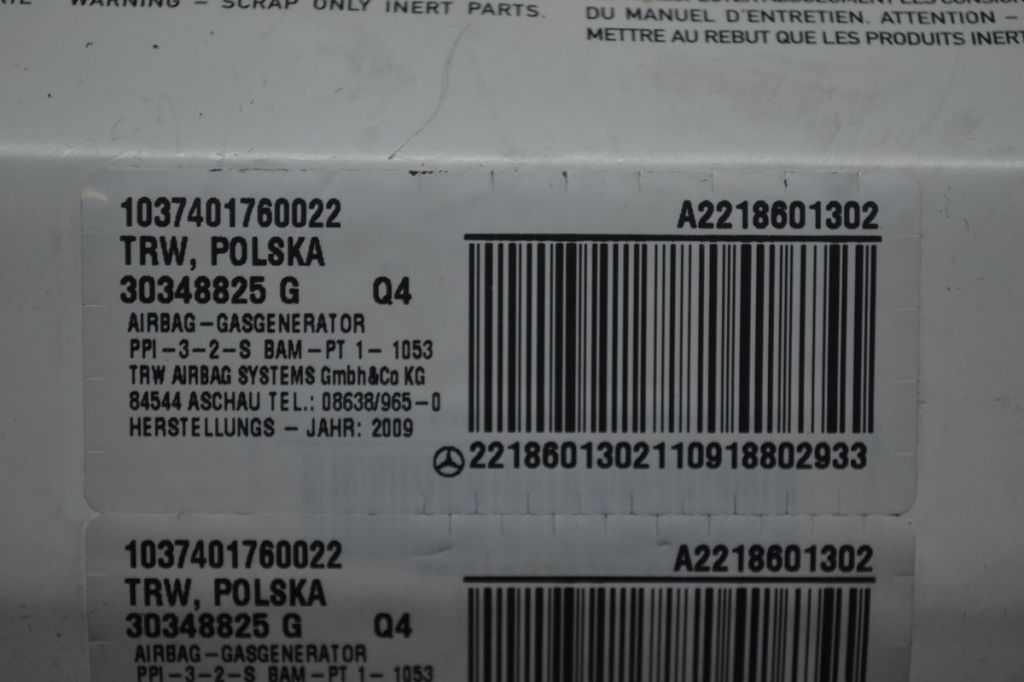 WARNING – SCRAP ONLY INERT PARTS.
DU MANUEL D'ENTRETIEN. ATTENTION –
METTRE AU REBUT QUE LES PRODUITS INERT
1037401760022
TRW, POLSKA
30348825 G Q4
AIRBAG–GASGENERATOR
PPI–3–2–S BAM–PT 1– 1053
TRW AIRBAG SYSTEMS Gmbh&Co KG
84544 ASCHAU TEL.: 08638/965–0
HERSTELLUNGS – JAHR: 2009
A2218601302
2218601302110918802933
1037401760022
TRW, POLSKA
30348825 G Q4
AIRBAG–GASGENERATOR
PPI–3–2–S BAM–PT 1– 1053
A2218601302